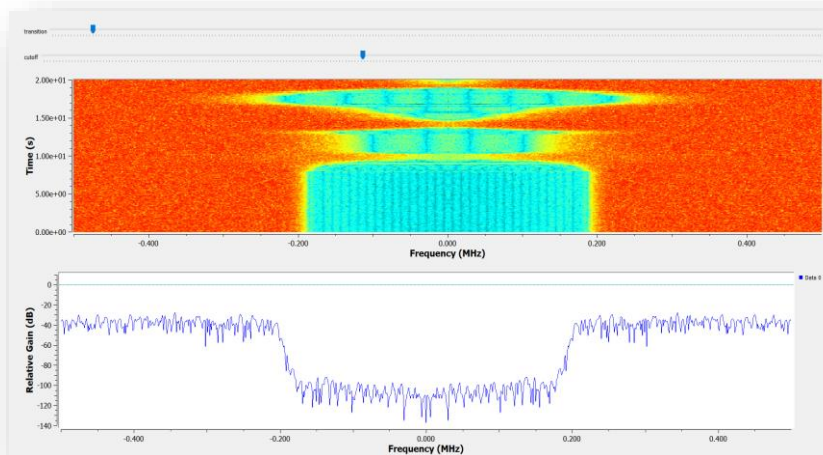 transition
cutoff
Time (s)
2.00e+01
1.50e+01
1.00e+01
5.00e+00
0.00e+00
-0.400
-0.200
0.000
0.200
0.400
Frequency (MHz)
Relative Gain (dB)
0
-20
-40
-60
-80
-100
-120
-140
Data 0
-0.400
-0.200
0.000
0.200
0.400
Frequency (MHz)